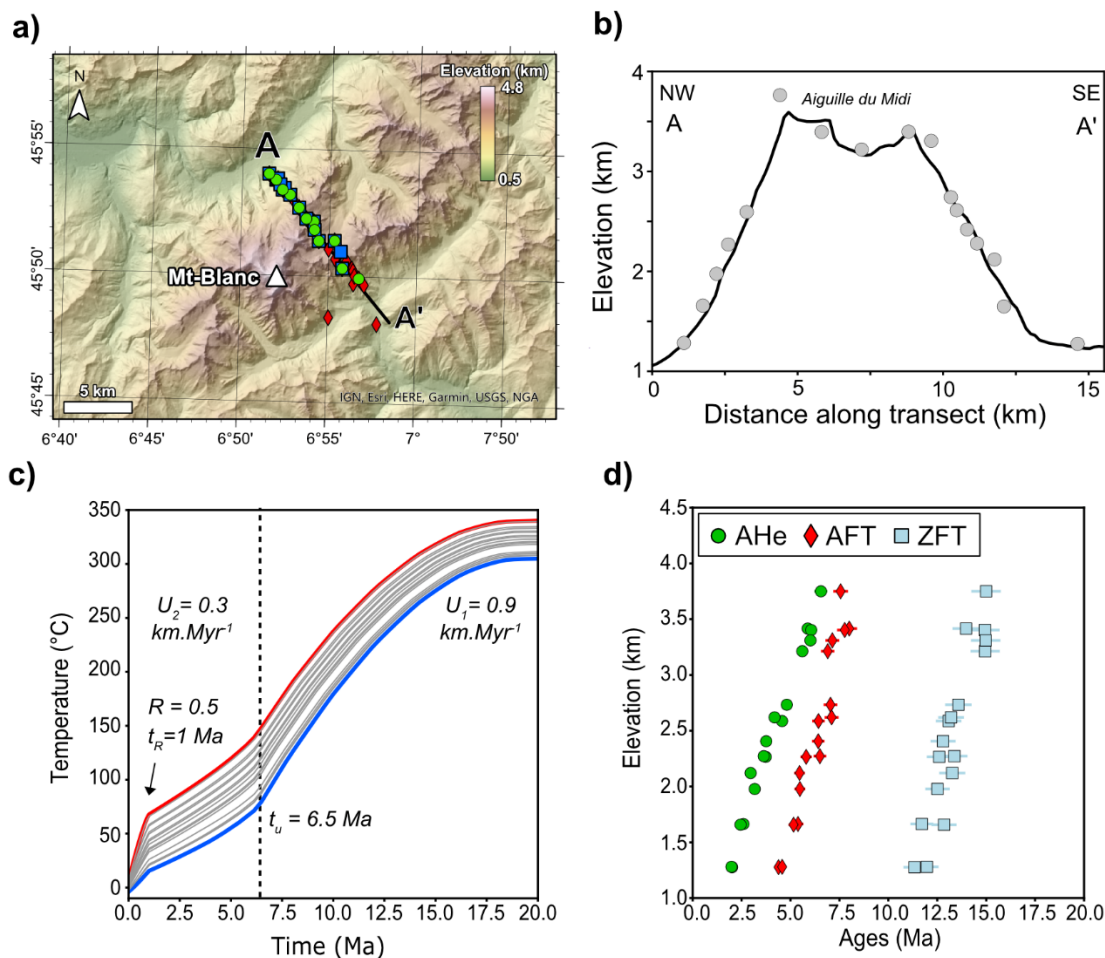 a)
N
Elevation (km)
4.8
0.5
A
Mt-Blanc
A'
5 km
IGN, Esri, HERE, Garmin, USGS, NGA
45°55'
45°50'
45°45'
6°40'
6°45'
6°50'
6°55'
7°
7°50'
b)
NW
A
Aiguille du Midi
SE
A'
4
3
2
1
Elevation (km)
0
5
10
15
Distance along transect (km)
c)
350
300
250
200
150
100
50
0
Temperature (°C)
U2= 0.3
km.Myr-1
U1= 0.9
km.Myr-1
R = 0.5
tR=1 Ma
tu = 6.5 Ma
0.0
2.5
5.0
7.5
10.0
12.5
15.0
17.5
20.0
Time (Ma)
d)
AHe
AFT
ZFT
4.5
4.0
3.5
3.0
2.5
2.0
1.5
1.0
Elevation (km)
0.0
2.5
5.0
7.5
10.0
12.5
15.0
17.5
20.0
Ages (Ma)